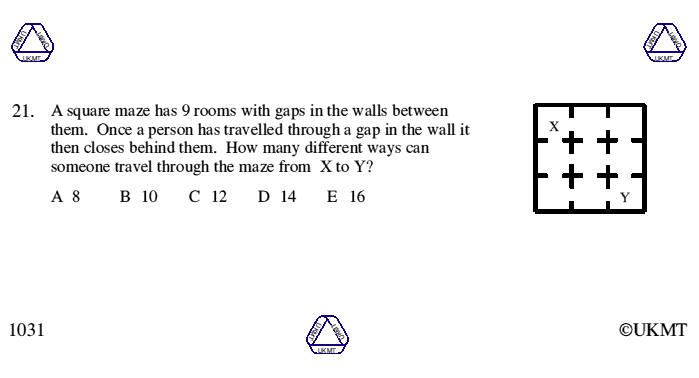 21. A square maze has 9 rooms with gaps in the walls between
them. Once a person has travelled through a gap in the wall it
then closes behind them. How many different ways can
someone travel through the maze from X to Y?
A 8 B 10 C 12 D 14 E 16
X
Y
UKMT
UKMT
1031
UKMT
©UKMT